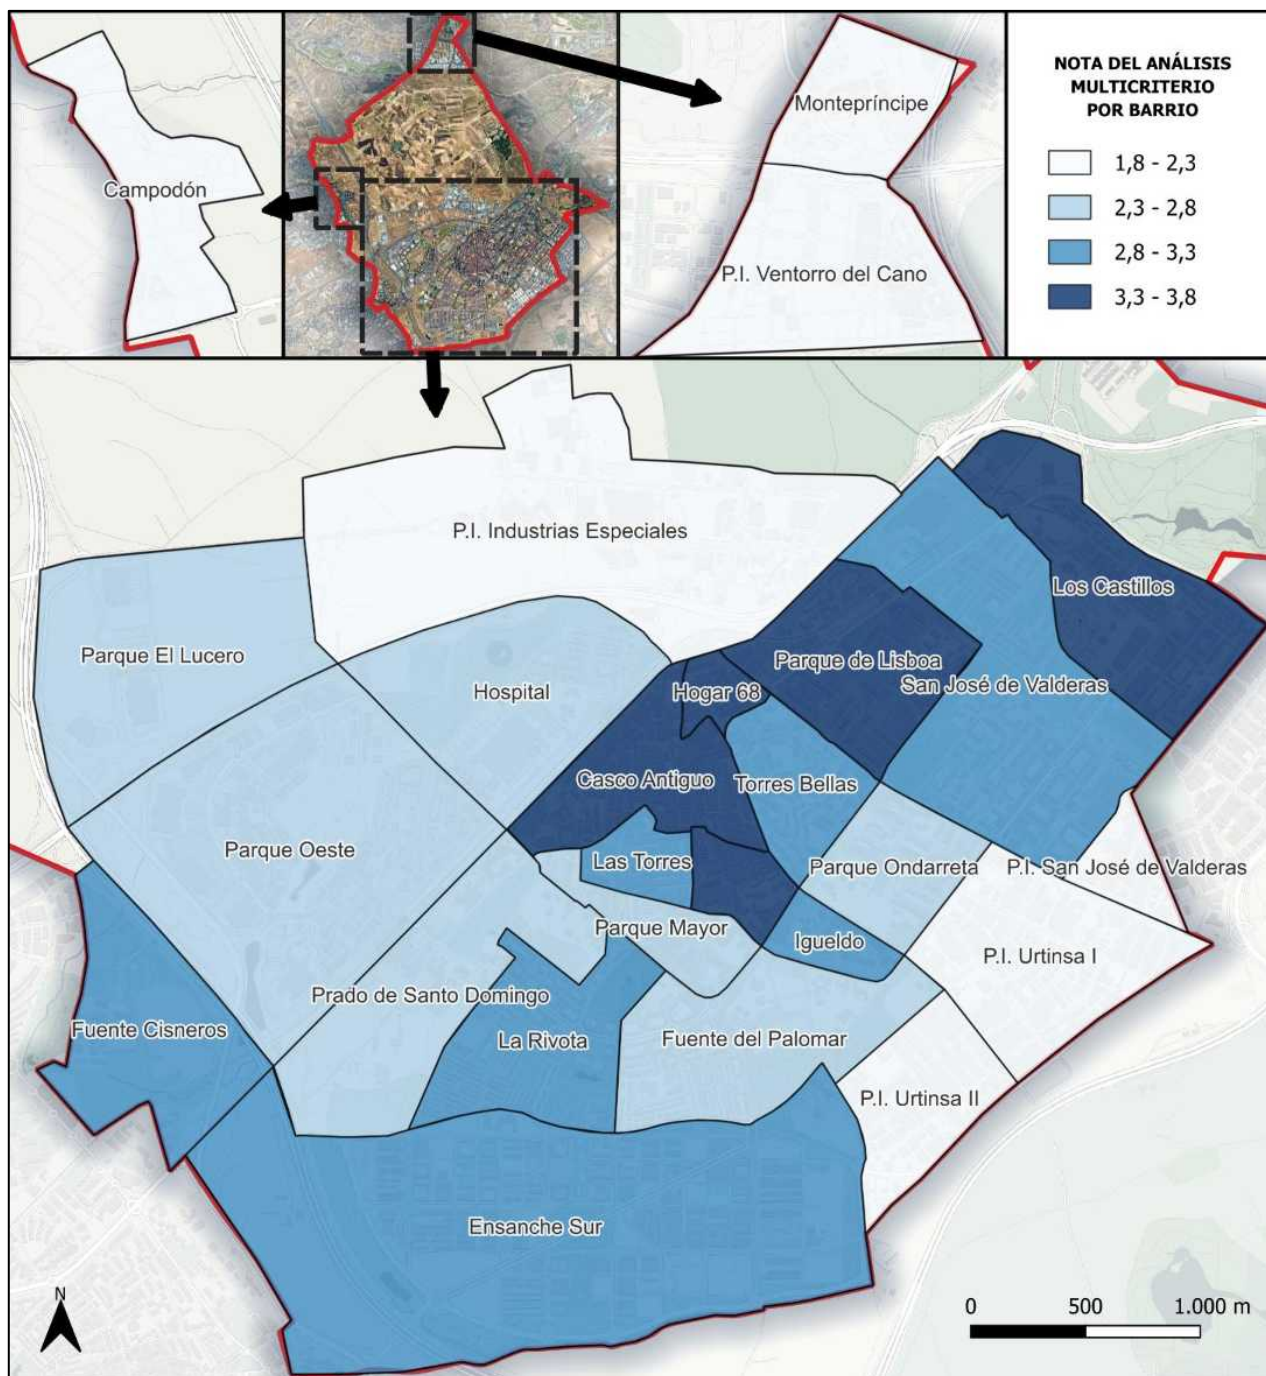 Campodón
Montepríncipe
P.I. Ventorro del Cano
NOTA DEL ANÁLISIS
MULTICRITERIO
POR BARRIO
1,8 - 2,3
2,3 - 2,8
2,8 - 3,3
3,3 - 3,8
P.I. Industrias Especiales
Los Castillos
Parque El Lucero
Parque de Lisboa
San José de Valderas
Hospital
Hogar 68
Casco Antiguo
Torres Bellas
Parque Oeste
Las Torres
Parque Ondarreta
P.I. San José de Valderas
Parque Mayor
Igueldo
P.I. Urtinsa I
Prado de Santo Domingo
Fuente Cisneros
La Rivota
Fuente del Palomar
P.I. Urtinsa II
Ensanche Sur
N
0 500 1.000 m